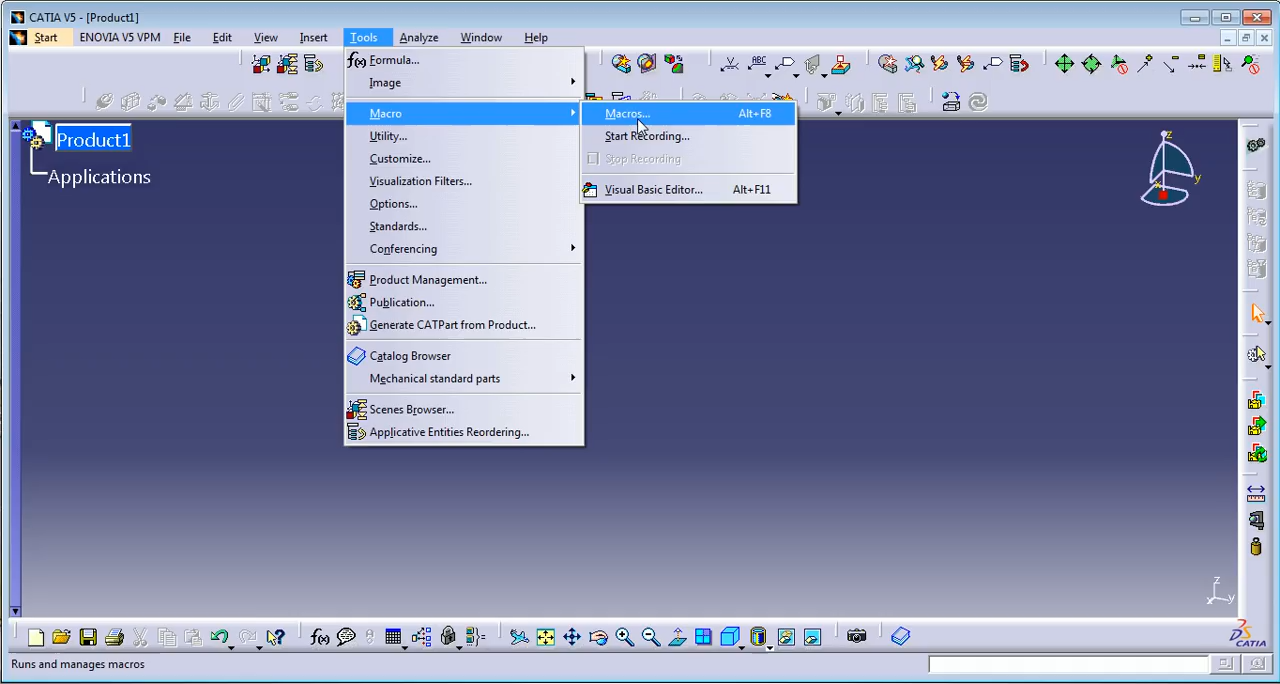 CATIA V5 - [Product1]
Start ENOVIA V5 VPM File Edit View Insert Tools Analyze Window Help
f(x) Formula...
Image
Macro
Utility...
Customize...
Visualization Filters...
Options...
Standards...
Conferencing
Product Management...
Publication...
Generate CATPart from Product...
Catalog Browser
Mechanical standard parts
Scenes Browser...
Applicative Entities Reordering...
Macros... Alt+F8
Start Recording...
Stop Recording
Visual Basic Editor... Alt+F11
ABC
Product1
Applications
z
y
x
z
x y
f(x)
CATIA
Runs and manages macros